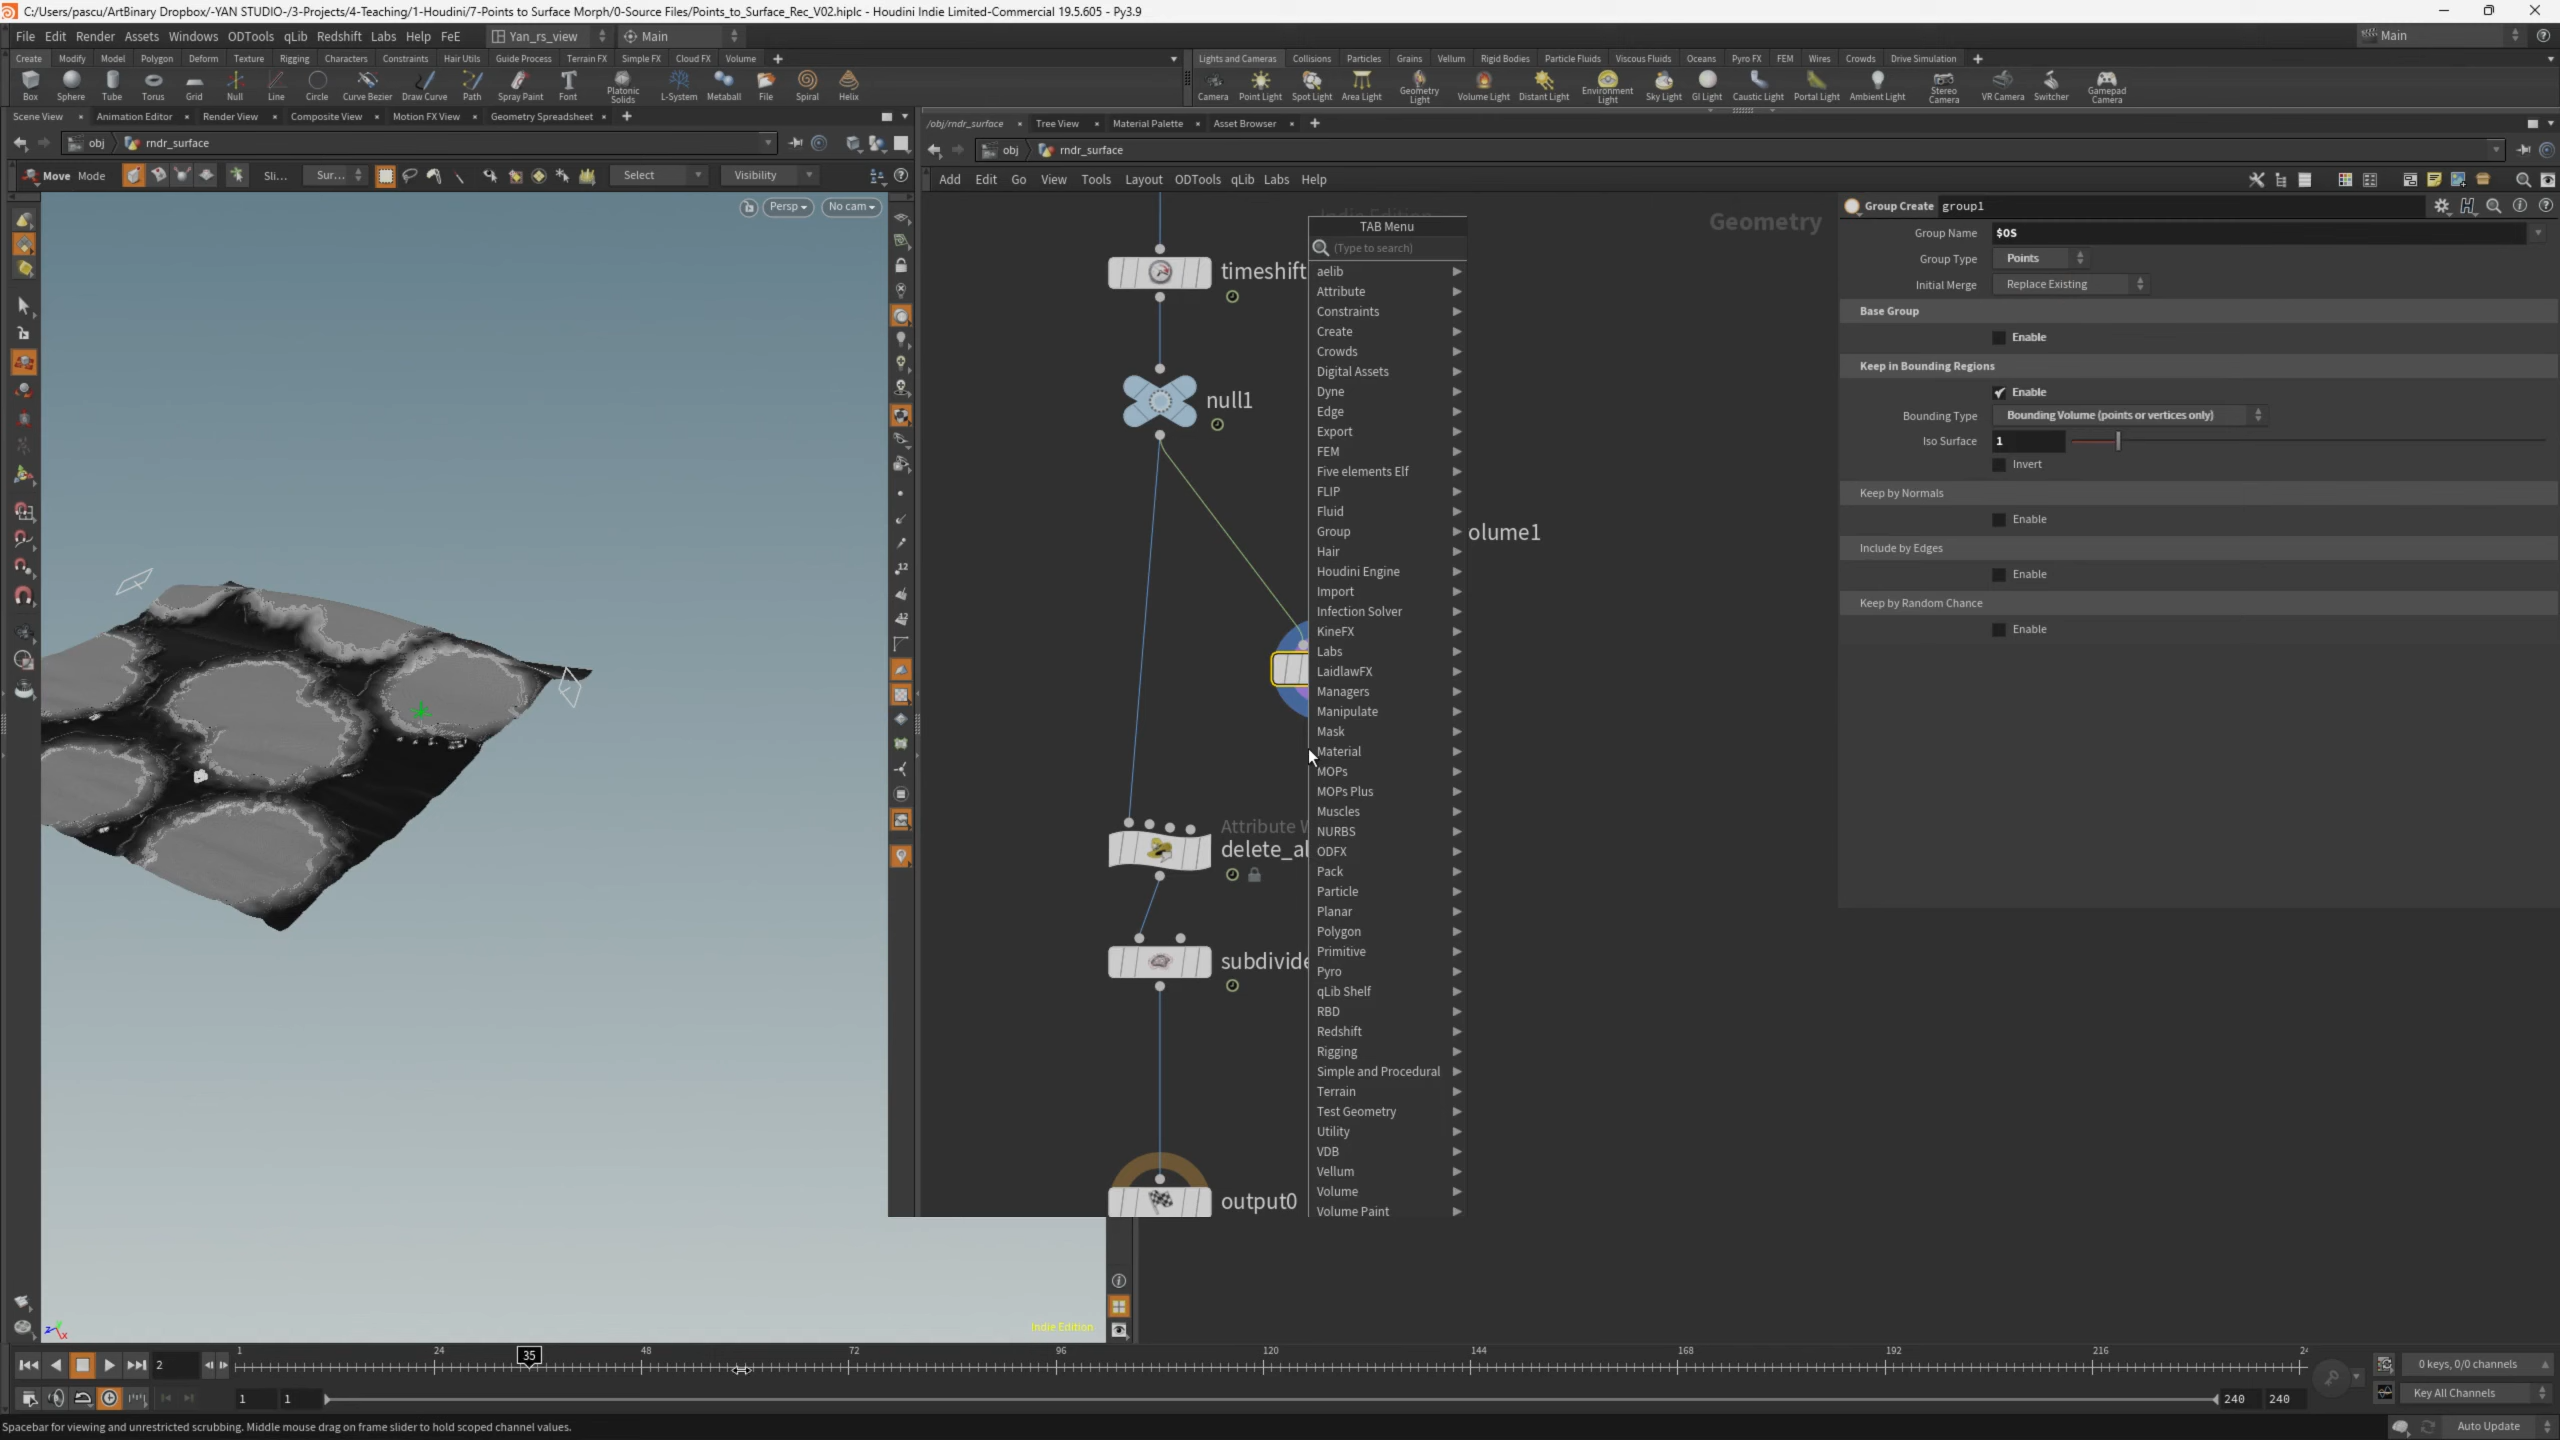 C:/Users/pascu/ArtBinary Dropbox/-YAN STUDIO-/3-Projects/4-Teaching/1-Houdini/7-Points to Surface Morph/0-Source Files/Points_to_Surface_Rec_V02.hiplc - Houdini Indie Limited-Commercial 19.5.605 - Py3.9
File Edit Render Assets Windows ODTools qLib Redshift Labs Help FeE Yan_rs_view Main Main
Create Modify Model Polygon Deform Texture Rigging Characters Constraints Hair Utils Guide Process Terrain FX Simple FX Cloud FX Volume
Lights and Cameras Collisions Particles Grains Vellum Rigid Bodies Particle Fluids Viscous Fluids Oceans Pyro FX FEM Wires Crowds Drive Simulation
Box Sphere Tube Torus Grid Null Line Circle Curve Bezier Draw Curve Path Spray Paint Font Platonic Solids L-System Metaball File Spiral Helix
Camera Point Light Spot Light Area Light Geometry Light Volume Light Distant Light Environment Light Sky Light GI Light Caustic Light Portal Light Ambient Light Stereo Camera VR Camera Switcher Gamepad Camera
Scene View Animation Editor Render View Composite View Motion FX View Geometry Spreadsheet
/obj/rndr_surface Tree View Material Palette Asset Browser
obj rndr_surface
obj rndr_surface
Move Mode Sli... Sur... Select Visibility
Add Edit Go View Tools Layout ODTools qLib Labs Help
Persp No cam
Indie Edition
Geometry
timeshift
null1
olume1
Attribute W
delete_al
subdivide
output0
TAB Menu
(Type to search)
aelib
Attribute
Constraints
Create
Crowds
Digital Assets
Dyne
Edge
Export
FEM
Five elements Elf
FLIP
Fluid
Group
Hair
Houdini Engine
Import
Infection Solver
KineFX
Labs
LaidlawFX
Managers
Manipulate
Mask
Material
MOPs
MOPs Plus
Muscles
NURBS
ODFX
Pack
Particle
Planar
Polygon
Primitive
Pyro
qLib Shelf
RBD
Redshift
Rigging
Simple and Procedural
Terrain
Test Geometry
Utility
VDB
Vellum
Volume
Volume Paint
Group Create group1
Group Name $OS
Group Type Points
Initial Merge Replace Existing
Base Group
Enable
Keep in Bounding Regions
Enable
Bounding Type Bounding Volume (points or vertices only)
Iso Surface 1
Invert
Keep by Normals
Enable
Include by Edges
Enable
Keep by Random Chance
Enable
12
12
z x
Indie Edition
2 1 24 35 48 72 96 120 144 168 192 216 24
0 keys, 0/0 channels
1 1 240 240 Key All Channels
Spacebar for viewing and unrestricted scrubbing. Middle mouse drag on frame slider to hold scoped channel values.
Auto Update